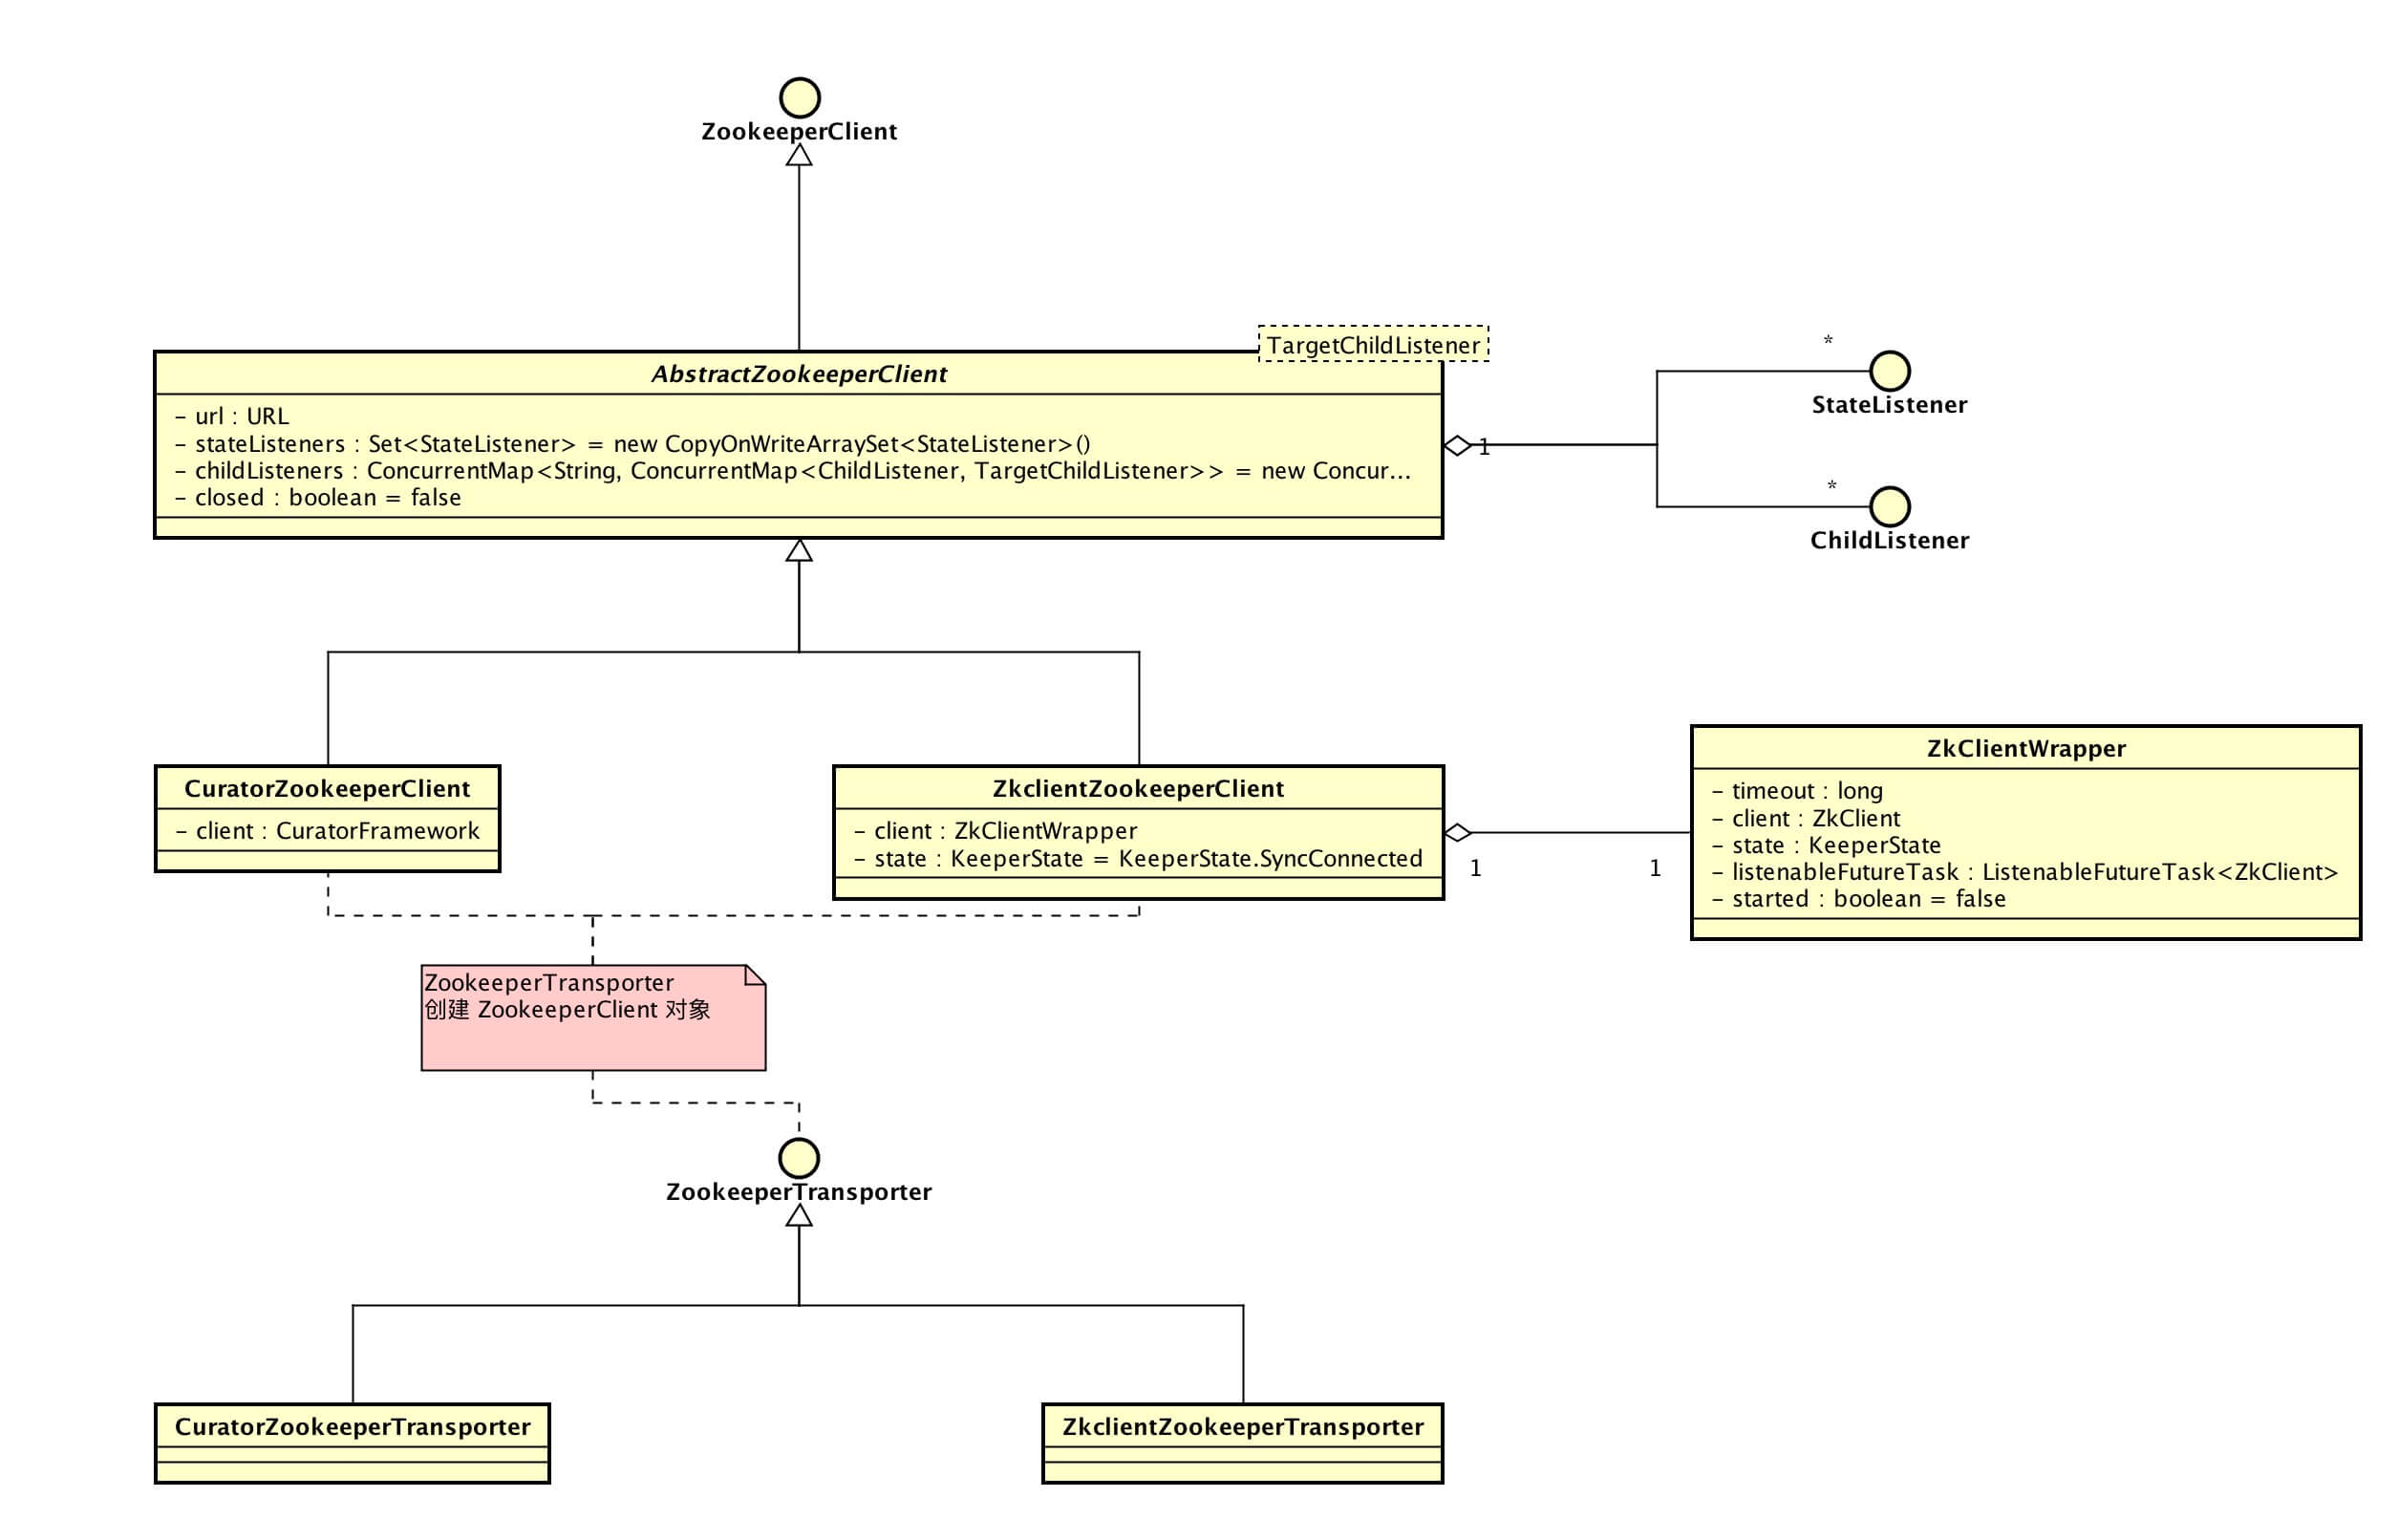 ZookeeperClient
TargetChildListener
AbstractZookeeperClient
- url : URL
- stateListeners : Set<StateListener> = new CopyOnWriteArraySet<StateListener>()
- childListeners : ConcurrentMap<String, ConcurrentMap<ChildListener, TargetChildListener>> = new Concur...
- closed : boolean = false
1
*
StateListener
*
ChildListener
CuratorZookeeperClient
- client : CuratorFramework
ZkclientZookeeperClient
- client : ZkClientWrapper
- state : KeeperState = KeeperState.SyncConnected
1
1
ZkClientWrapper
- timeout : long
- client : ZkClient
- state : KeeperState
- listenableFutureTask : ListenableFutureTask<ZkClient>
- started : boolean = false
ZookeeperTransporter
创建 ZookeeperClient 对象
ZookeeperTransporter
CuratorZookeeperTransporter
ZkclientZookeeperTransporter